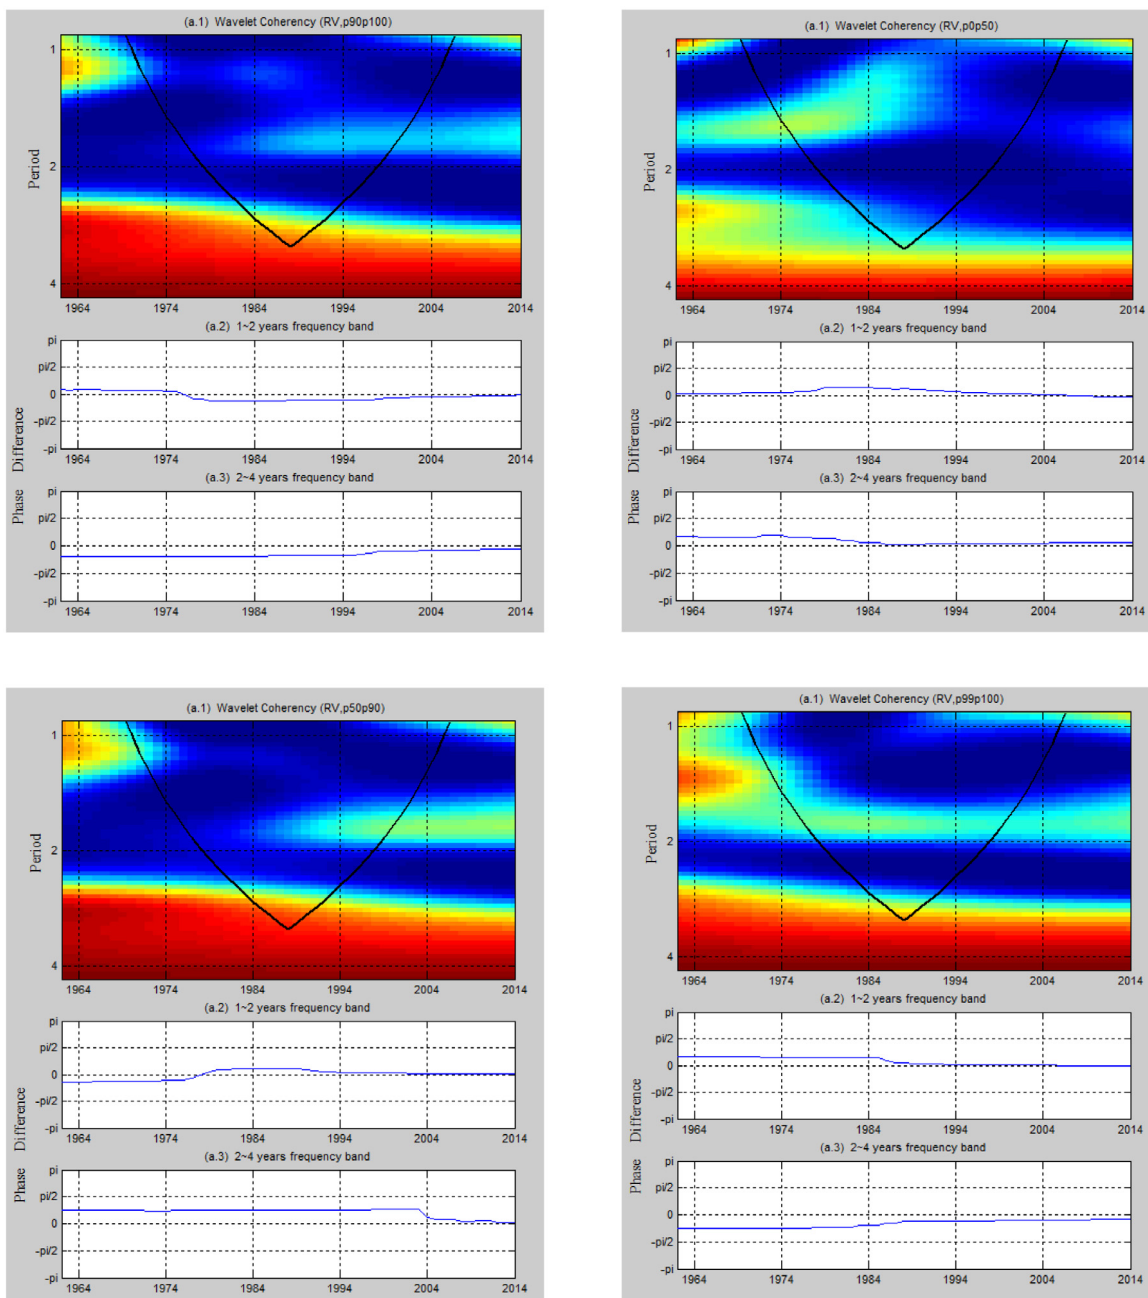 (a.1) Wavelet Coherency (RV,p90p100)
Period
1
2
4
1964 1974 1984 1994 2004 2014
(a.2) 1~2 years frequency band
pi
pi/2
0
-pi/2
-pi
1964 1974 1984 1994 2004 2014
(a.3) 2~4 years frequency band
pi
pi/2
0
-pi/2
-pi
1964 1974 1984 1994 2004 2014
Phase Difference
(a.1) Wavelet Coherency (RV,p0p50)
Period
1
2
4
1964 1974 1984 1994 2004 2014
(a.2) 1~2 years frequency band
pi
pi/2
0
-pi/2
-pi
1964 1974 1984 1994 2004 2014
(a.3) 2~4 years frequency band
pi
pi/2
0
-pi/2
-pi
1964 1974 1984 1994 2004 2014
Phase Difference
(a.1) Wavelet Coherency (RV,p50p90)
Period
1
2
4
1964 1974 1984 1994 2004 2014
(a.2) 1~2 years frequency band
pi
pi/2
0
-pi/2
-pi
1964 1974 1984 1994 2004 2014
(a.3) 2~4 years frequency band
pi
pi/2
0
-pi/2
-pi
1964 1974 1984 1994 2004 2014
Phase Difference
(a.1) Wavelet Coherency (RV,p99p100)
Period
1
2
4
1964 1974 1984 1994 2004 2014
(a.2) 1~2 years frequency band
pi
pi/2
0
-pi/2
-pi
1964 1974 1984 1994 2004 2014
(a.3) 2~4 years frequency band
pi
pi/2
0
-pi/2
-pi
1964 1974 1984 1994 2004 2014
Phase Difference